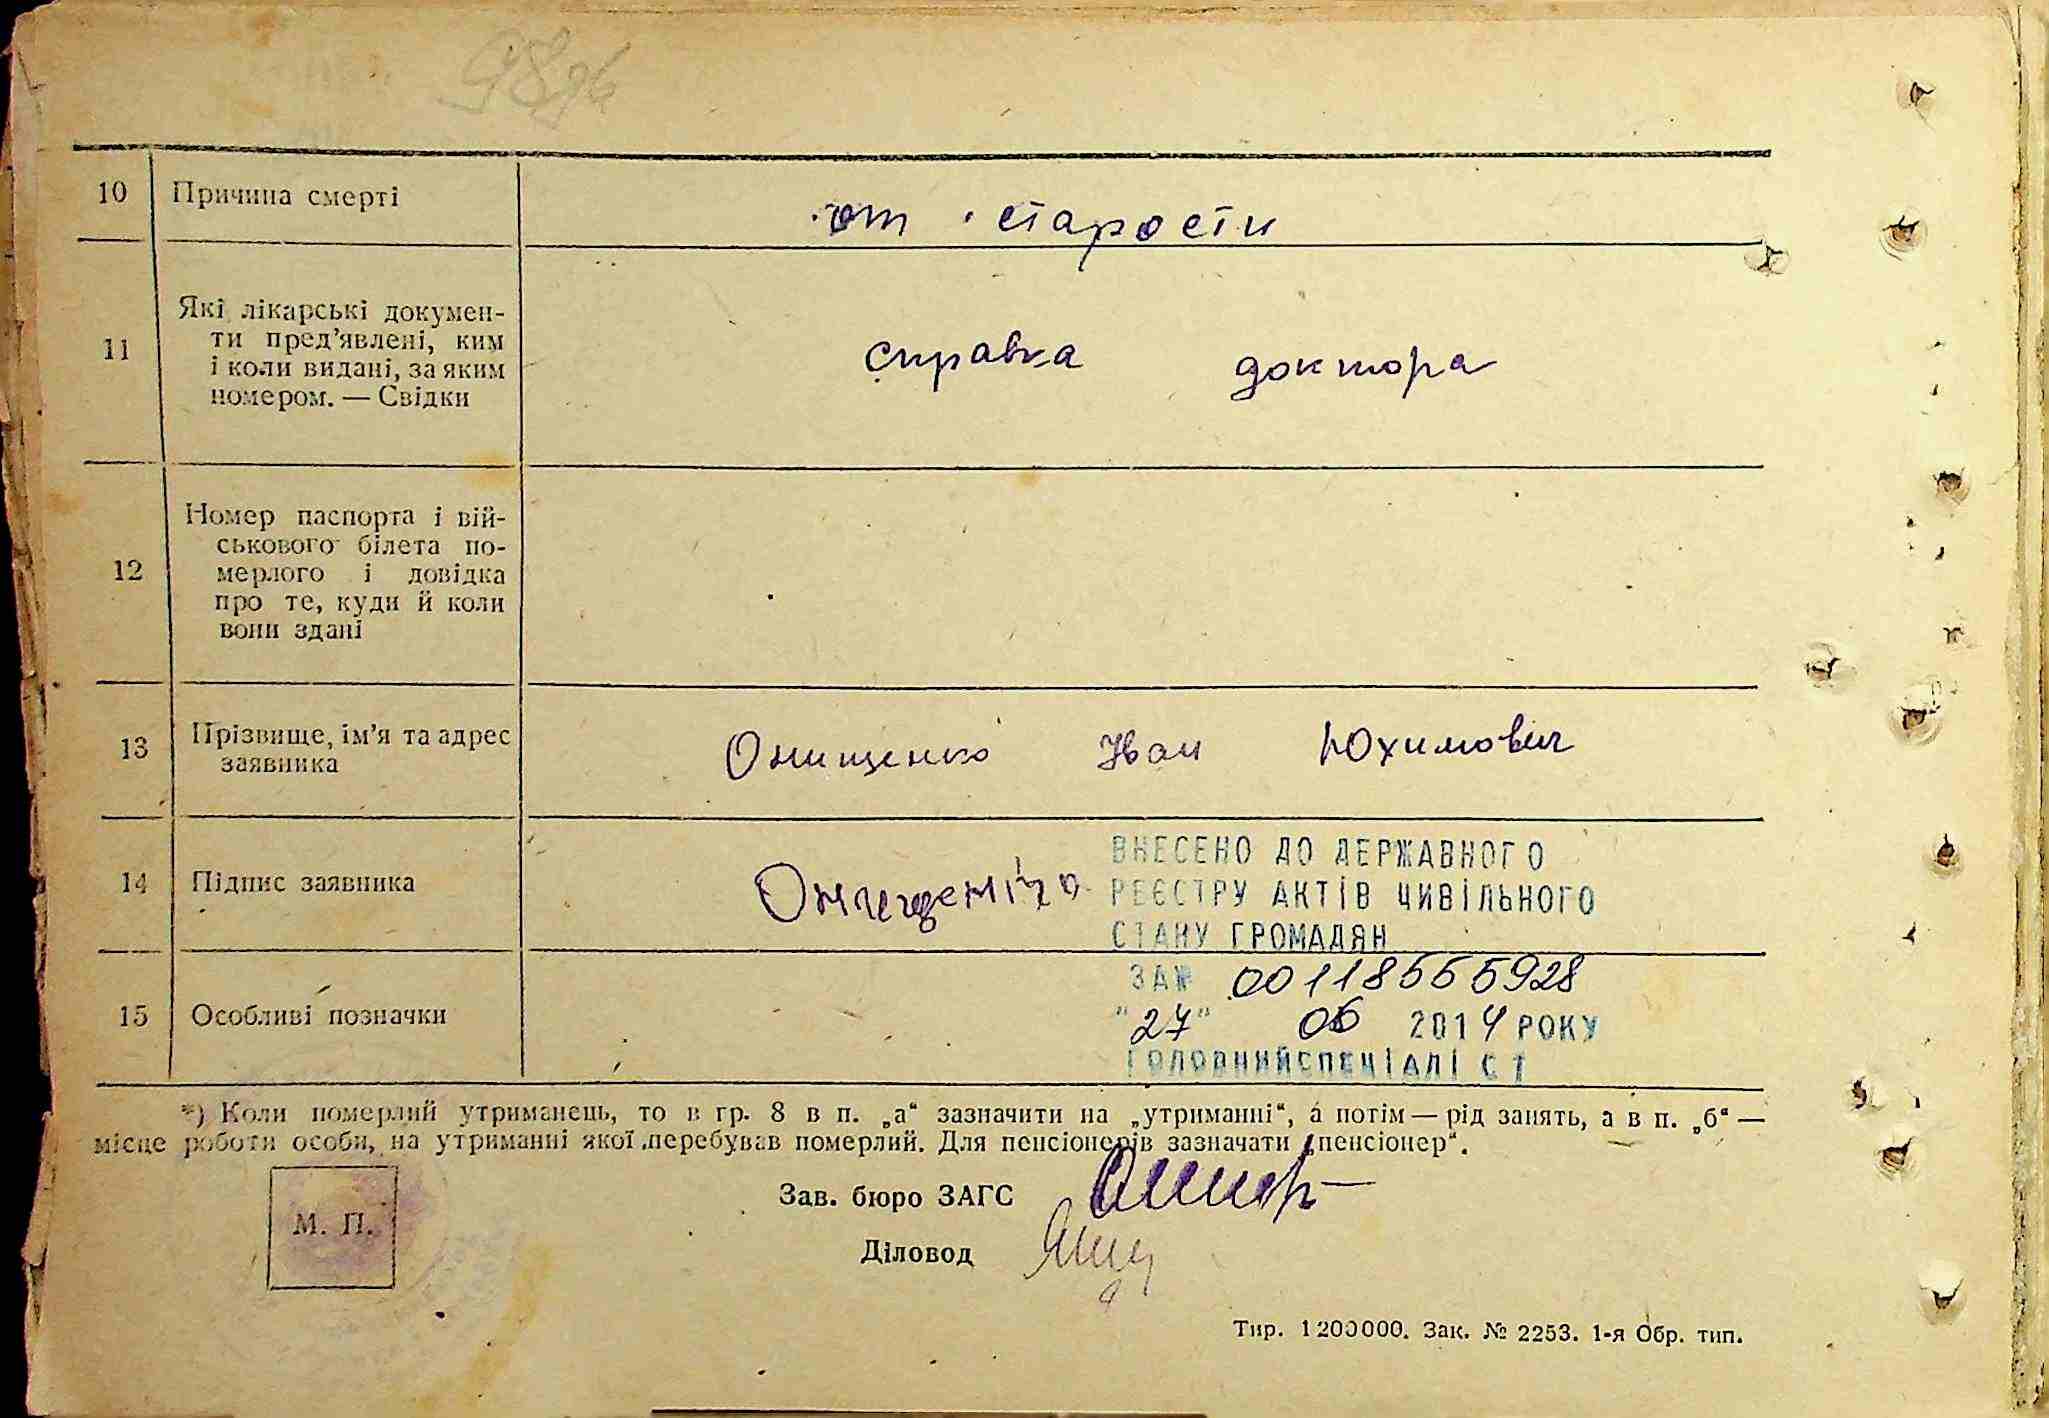 10 Причина смерті от старости
11 Які лікарські докумен-
ти пред’явлені, ким
і коли видані, за яким
номером. — Свідки
справка доктора
12 Номер паспорта і вій-
ськового білета по-
мерлого і довідка
про те, куди й коли
вони здані
13 Прізвище, ім’я та адрес
заявника
Онищенко Иван Юхимович
14 Підпис заявника Онищенко
ВНЕСЕНО ДО ДЕРЖАВНОГО
РЕЄСТРУ АКТІВ ЦИВІЛЬНОГО
СТАНУ ГРОМАДЯН
ЗА№ 00118555928
15 Особливі позначки
"27" 06 2014 РОКУ
ГОЛОВНИЙ СПЕЦІАЛІСТ
*) Коли померлий утриманець, то в гр. 8 в п. „а“ зазначити на „утриманні“, а потім — рід занять, а в п. „б“ —
місце роботи особи, на утриманні якої перебував померлий. Для пенсіонерів зазначати „пенсіонер“.
М. П.
Зав. бюро ЗАГС
Діловод
Тир. 1200000. Зак. № 2253. 1-я Обр. тип.